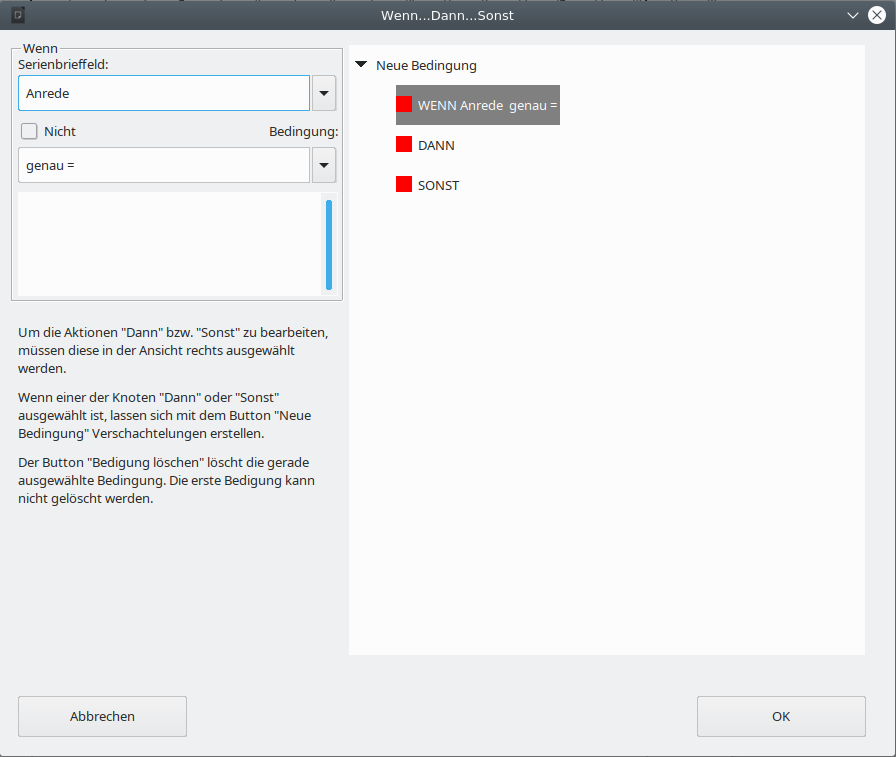 Wenn...Dann...Sonst
Wenn
Serienbrieffeld:
Anrede
Nicht
Bedingung:
genau =
Um die Aktionen "Dann" bzw. "Sonst" zu bearbeiten,
müssen diese in der Ansicht rechts ausgewählt
werden.
Wenn einer der Knoten "Dann" oder "Sonst"
ausgewählt ist, lassen sich mit dem Button "Neue
Bedingung" Verschachtelungen erstellen.
Der Button "Bedigung löschen" löscht die gerade
ausgewählte Bedingung. Die erste Bedigung kann
nicht gelöscht werden.
Neue Bedingung
WENN Anrede  genau =
DANN
SONST
Abbrechen
OK